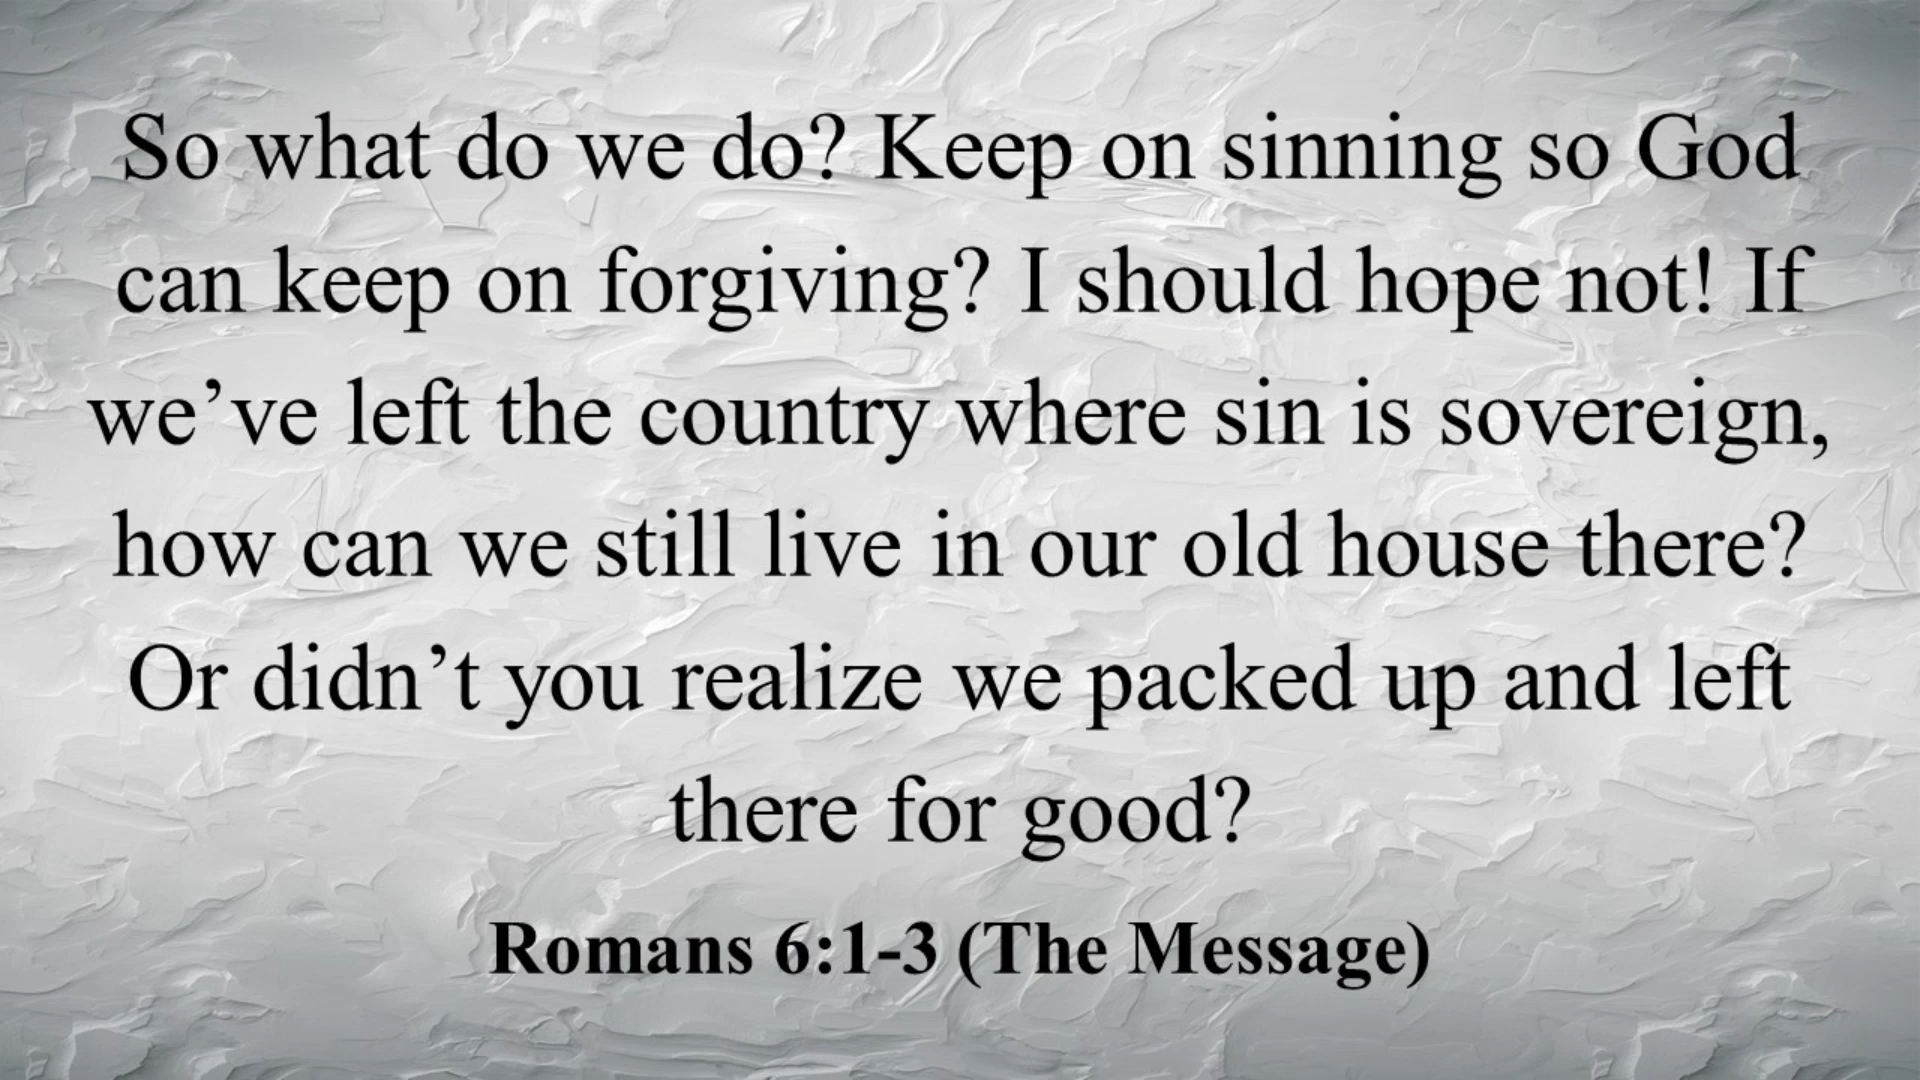 So what do we do? Keep on sinning so God
can keep on forgiving? I should hope not! If
we’ve left the country where sin is sovereign,
how can we still live in our old house there?
Or didn’t you realize we packed up and left
there for good?
Romans 6:1-3 (The Message)